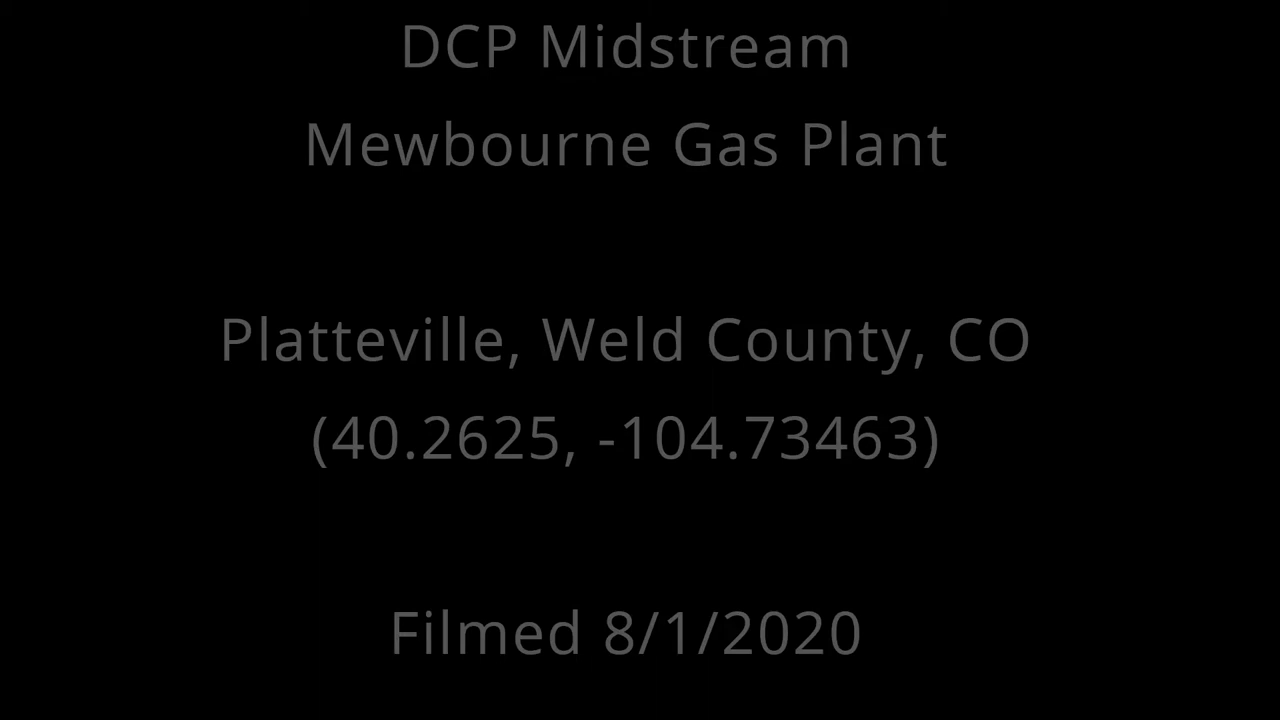 DCP Midstream
Mewbourne Gas Plant
Platteville, Weld County, CO
(40.2625, -104.73463)
Filmed 8/1/2020